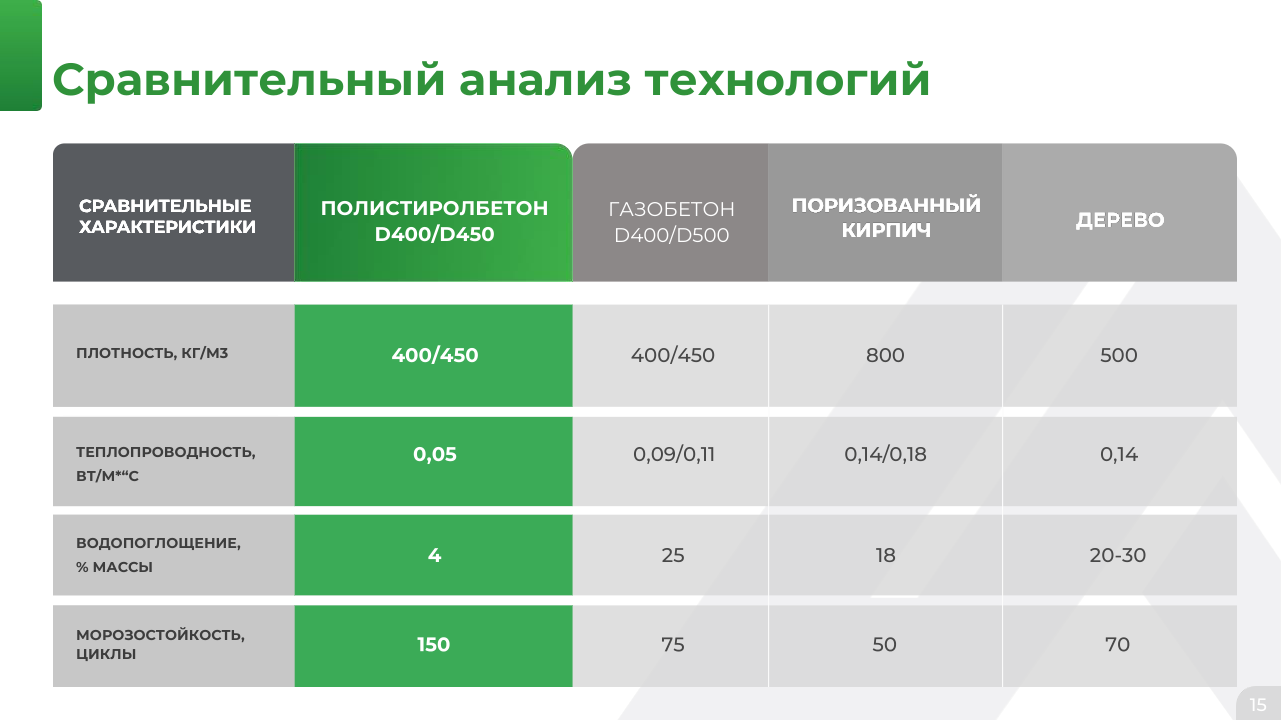 Сравнительный анализ технологий
СРАВНИТЕЛЬНЫЕ
ХАРАКТЕРИСТИКИ
ПОЛИСТИРОЛБЕТОН
D400/D450
ГАЗОБЕТОН
D400/D500
ПОРИЗОВАННЫЙ
КИРПИЧ
ДЕРЕВО
ПЛОТНОСТЬ, КГ/М3
400/450
400/450
800
500
ТЕПЛОПРОВОДНОСТЬ,
ВТ/М*“С
0,05
0,09/0,11
0,14/0,18
0,14
ВОДОПОГЛОЩЕНИЕ,
% МАССЫ
4
25
18
20-30
МОРОЗОСТОЙКОСТЬ,
ЦИКЛЫ
150
75
50
70
15